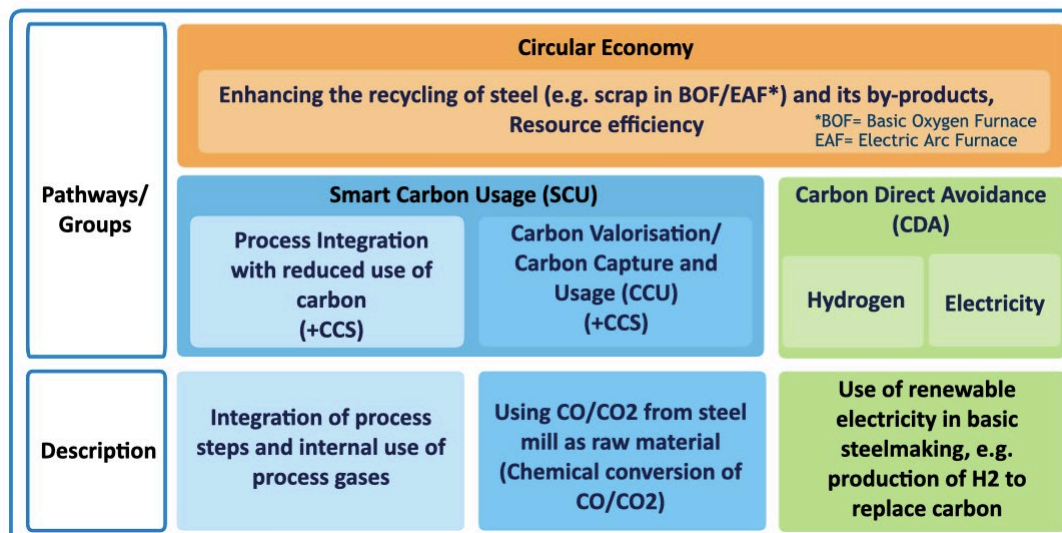 Circular Economy
Enhancing the recycling of steel (e.g. scrap in BOF/EAF*) and its by-products,
Resource efficiency
*BOF= Basic Oxygen Furnace
EAF= Electric Arc Furnace
Pathways/
Groups
Smart Carbon Usage (SCU)
Process Integration
with reduced use of
carbon
(+CCS)
Carbon Valorisation/
Carbon Capture and
Usage (CCU)
(+CCS)
Carbon Direct Avoidance
(CDA)
Hydrogen
Electricity
Description
Integration of process
steps and internal use of
process gases
Using CO/CO2 from steel
mill as raw material
(Chemical conversion of
CO/CO2)
Use of renewable
electricity in basic
steelmaking, e.g.
production of H2 to
replace carbon